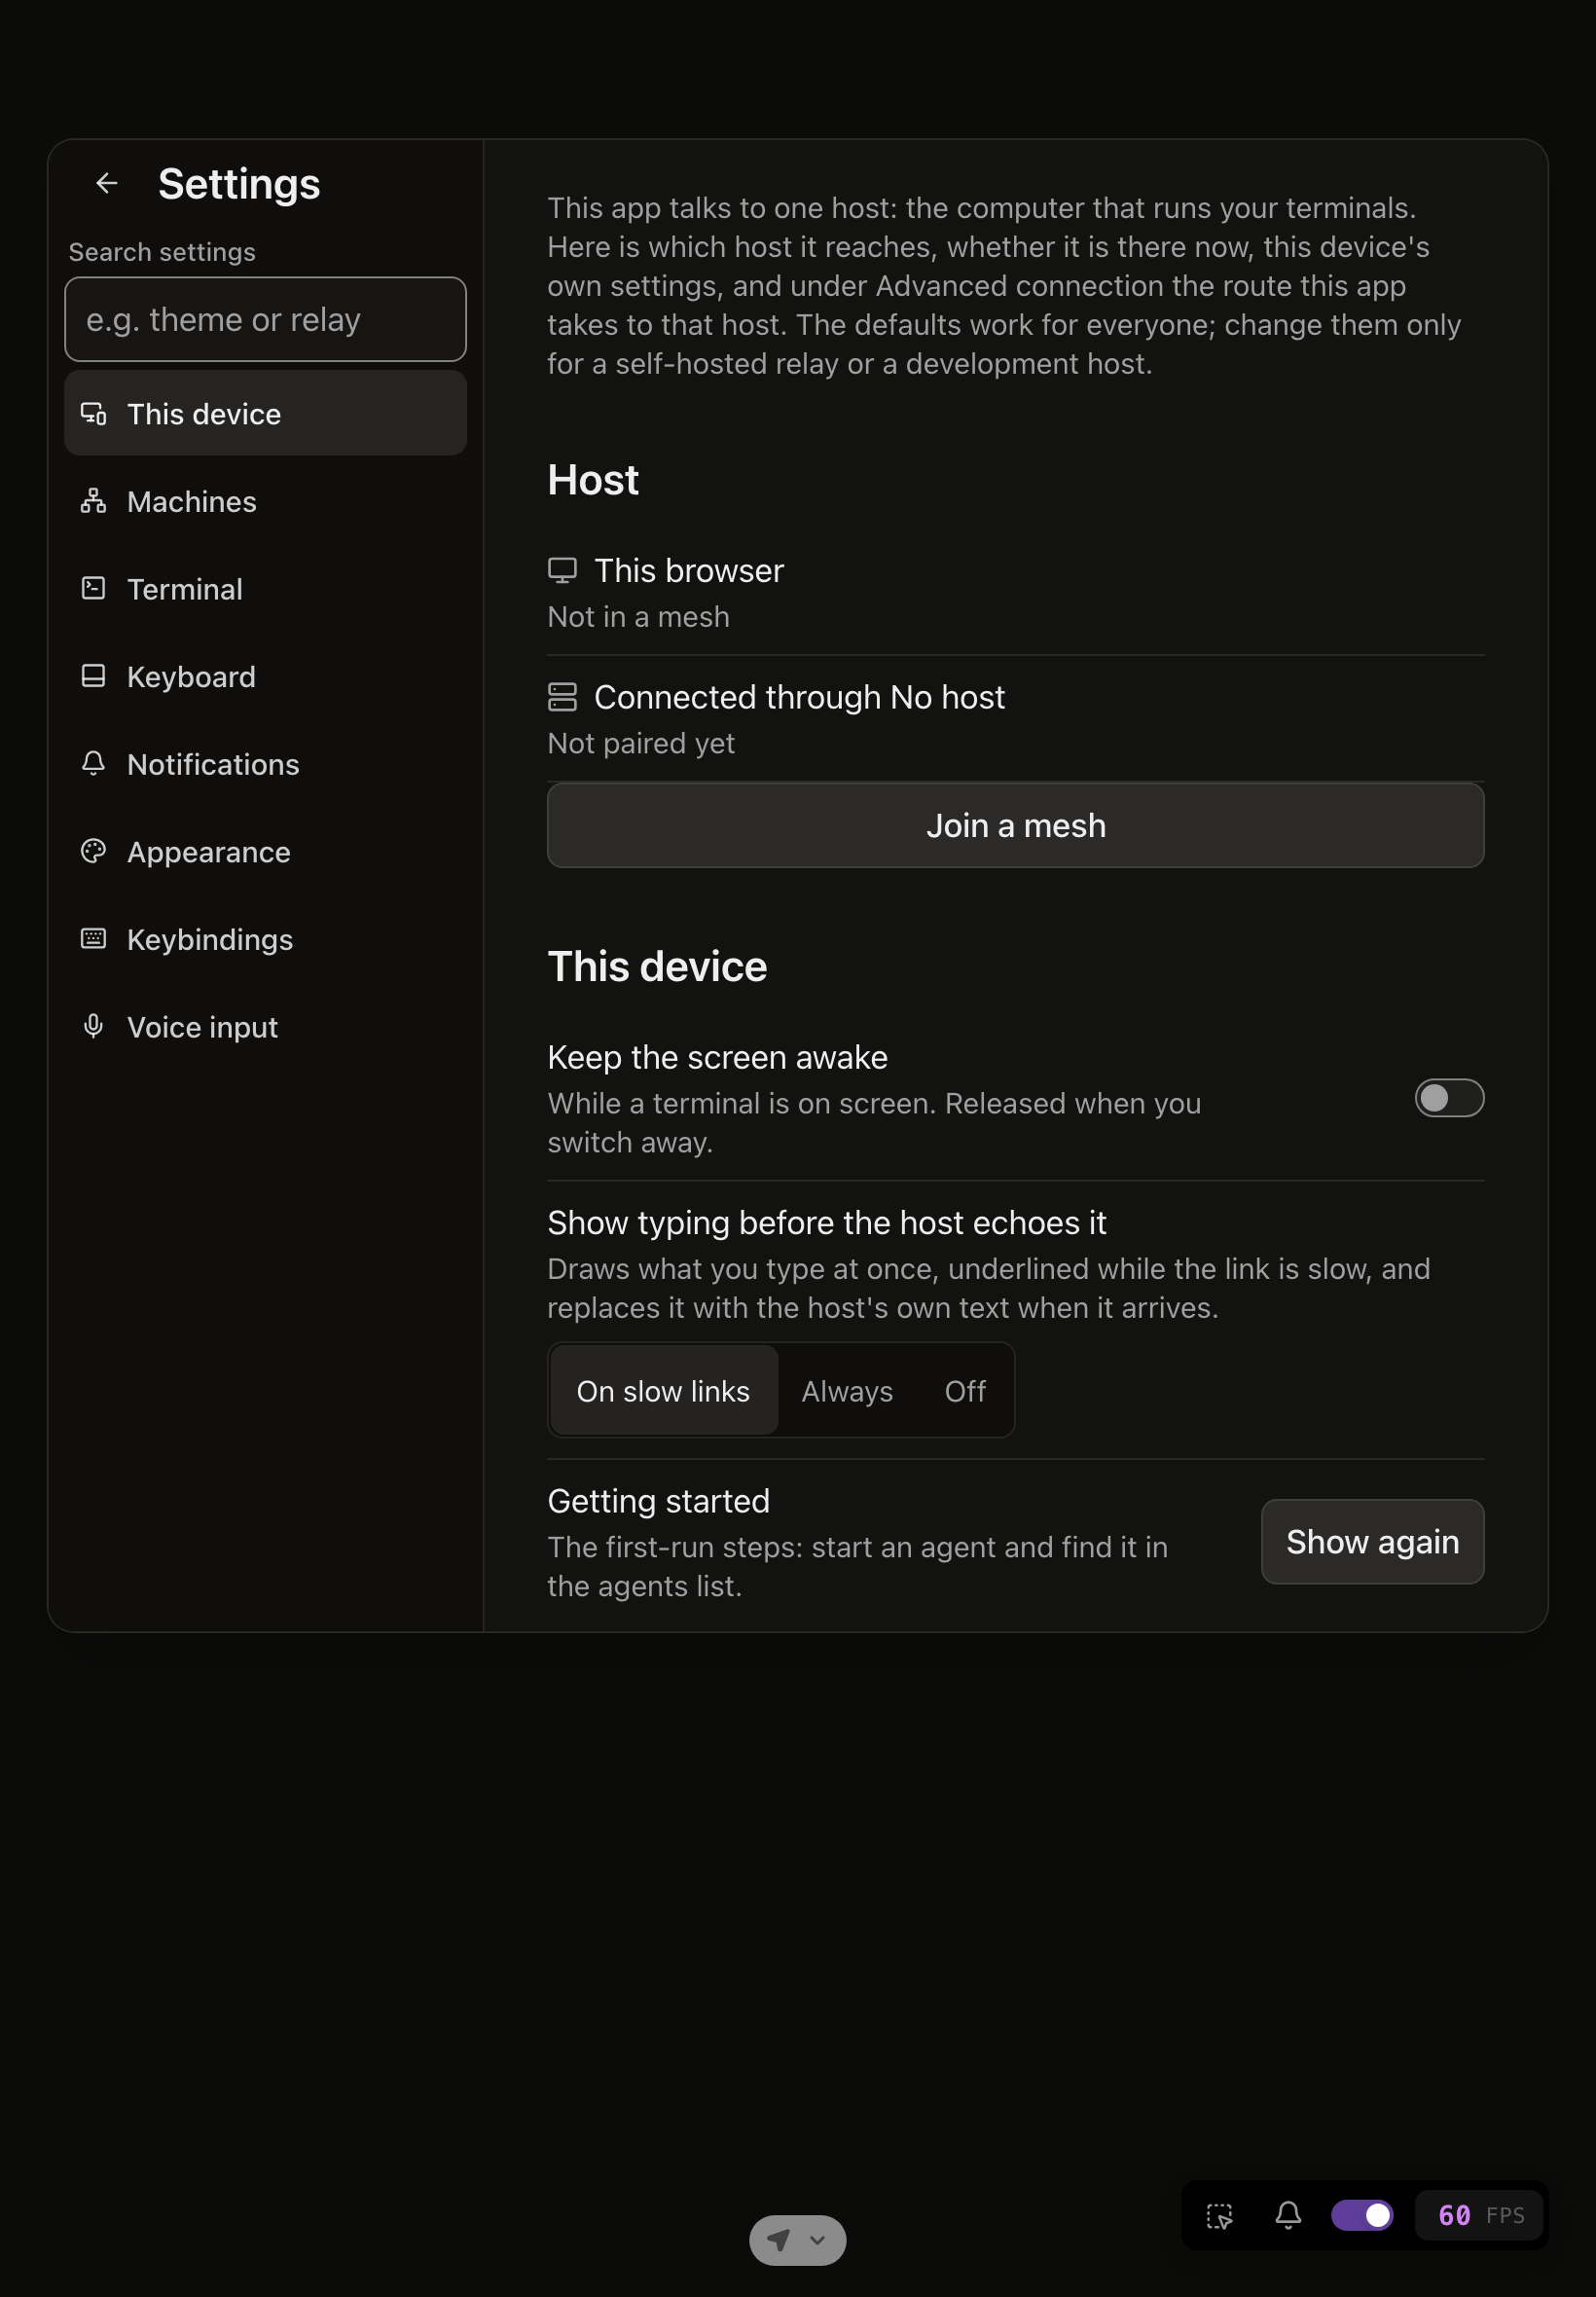 Settings
Search settings
e.g. theme or relay
This device
Machines
Terminal
Keyboard
Notifications
Appearance
Keybindings
Voice input
This app talks to one host: the computer that runs your terminals.
Here is which host it reaches, whether it is there now, this device's
own settings, and under Advanced connection the route this app
takes to that host. The defaults work for everyone; change them only
for a self-hosted relay or a development host.
Host
This browser
Not in a mesh
Connected through No host
Not paired yet
Join a mesh
This device
Keep the screen awake
While a terminal is on screen. Released when you
switch away.
Show typing before the host echoes it
Draws what you type at once, underlined while the link is slow, and
replaces it with the host's own text when it arrives.
On slow links Always Off
Getting started
The first-run steps: start an agent and find it in
the agents list.
Show again
60 FPS